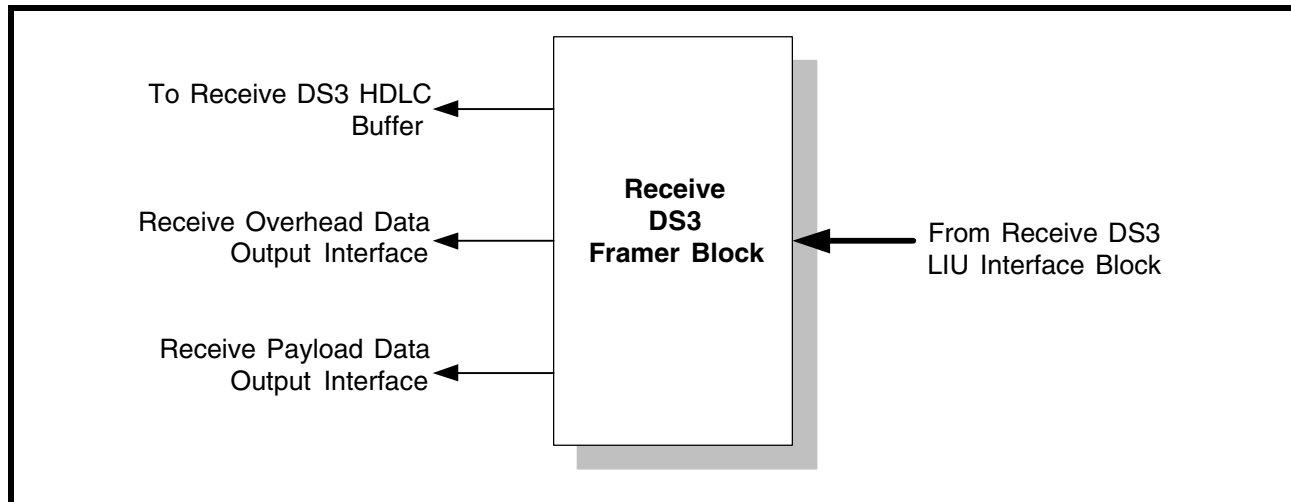 To Receive DS3 HDLC
Buffer
Receive Overhead Data
Output Interface
Receive Payload Data
Output Interface
Receive
DS3
Framer Block
From Receive DS3
LIU Interface Block